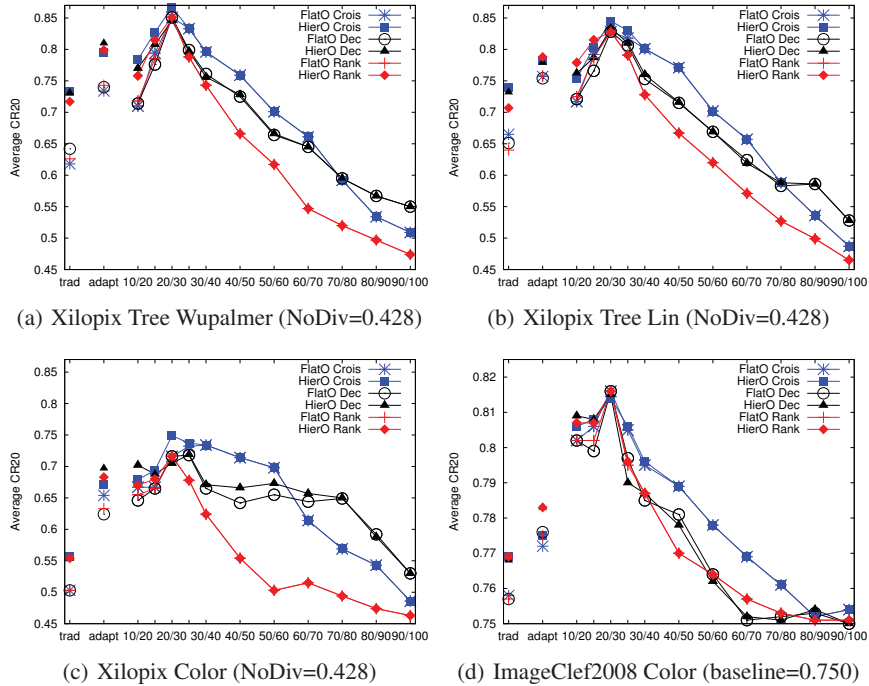 FlatO Crois
HierO Crois
FlatO Dec
HierO Dec
FlatO Rank
HierO Rank
Average CR20
0.85
0.8
0.75
0.7
0.65
0.6
0.55
0.5
0.45
trad adapt 10/20 20/30 30/40 40/50 50/60 60/70 70/80 80/90 90/100
(a) Xilopix Tree Wupalmer (NoDiv=0.428)
FlatO Crois
HierO Crois
FlatO Dec
HierO Dec
FlatO Rank
HierO Rank
Average CR20
0.85
0.8
0.75
0.7
0.65
0.6
0.55
0.5
0.45
trad adapt 10/20 20/30 30/40 40/50 50/60 60/70 70/80 80/90 90/100
(b) Xilopix Tree Lin (NoDiv=0.428)
FlatO Crois
HierO Crois
FlatO Dec
HierO Dec
FlatO Rank
HierO Rank
Average CR20
0.85
0.8
0.75
0.7
0.65
0.6
0.55
0.5
0.45
trad adapt 10/20 20/30 30/40 40/50 50/60 60/70 70/80 80/90 90/100
(c) Xilopix Color (NoDiv=0.428)
FlatO Crois
HierO Crois
FlatO Dec
HierO Dec
FlatO Rank
HierO Rank
Average CR20
0.82
0.81
0.8
0.79
0.78
0.77
0.76
0.75
trad adapt 10/20 20/30 30/40 40/50 50/60 60/70 70/80 80/90 90/100
(d) ImageClef2008 Color (baseline=0.750)